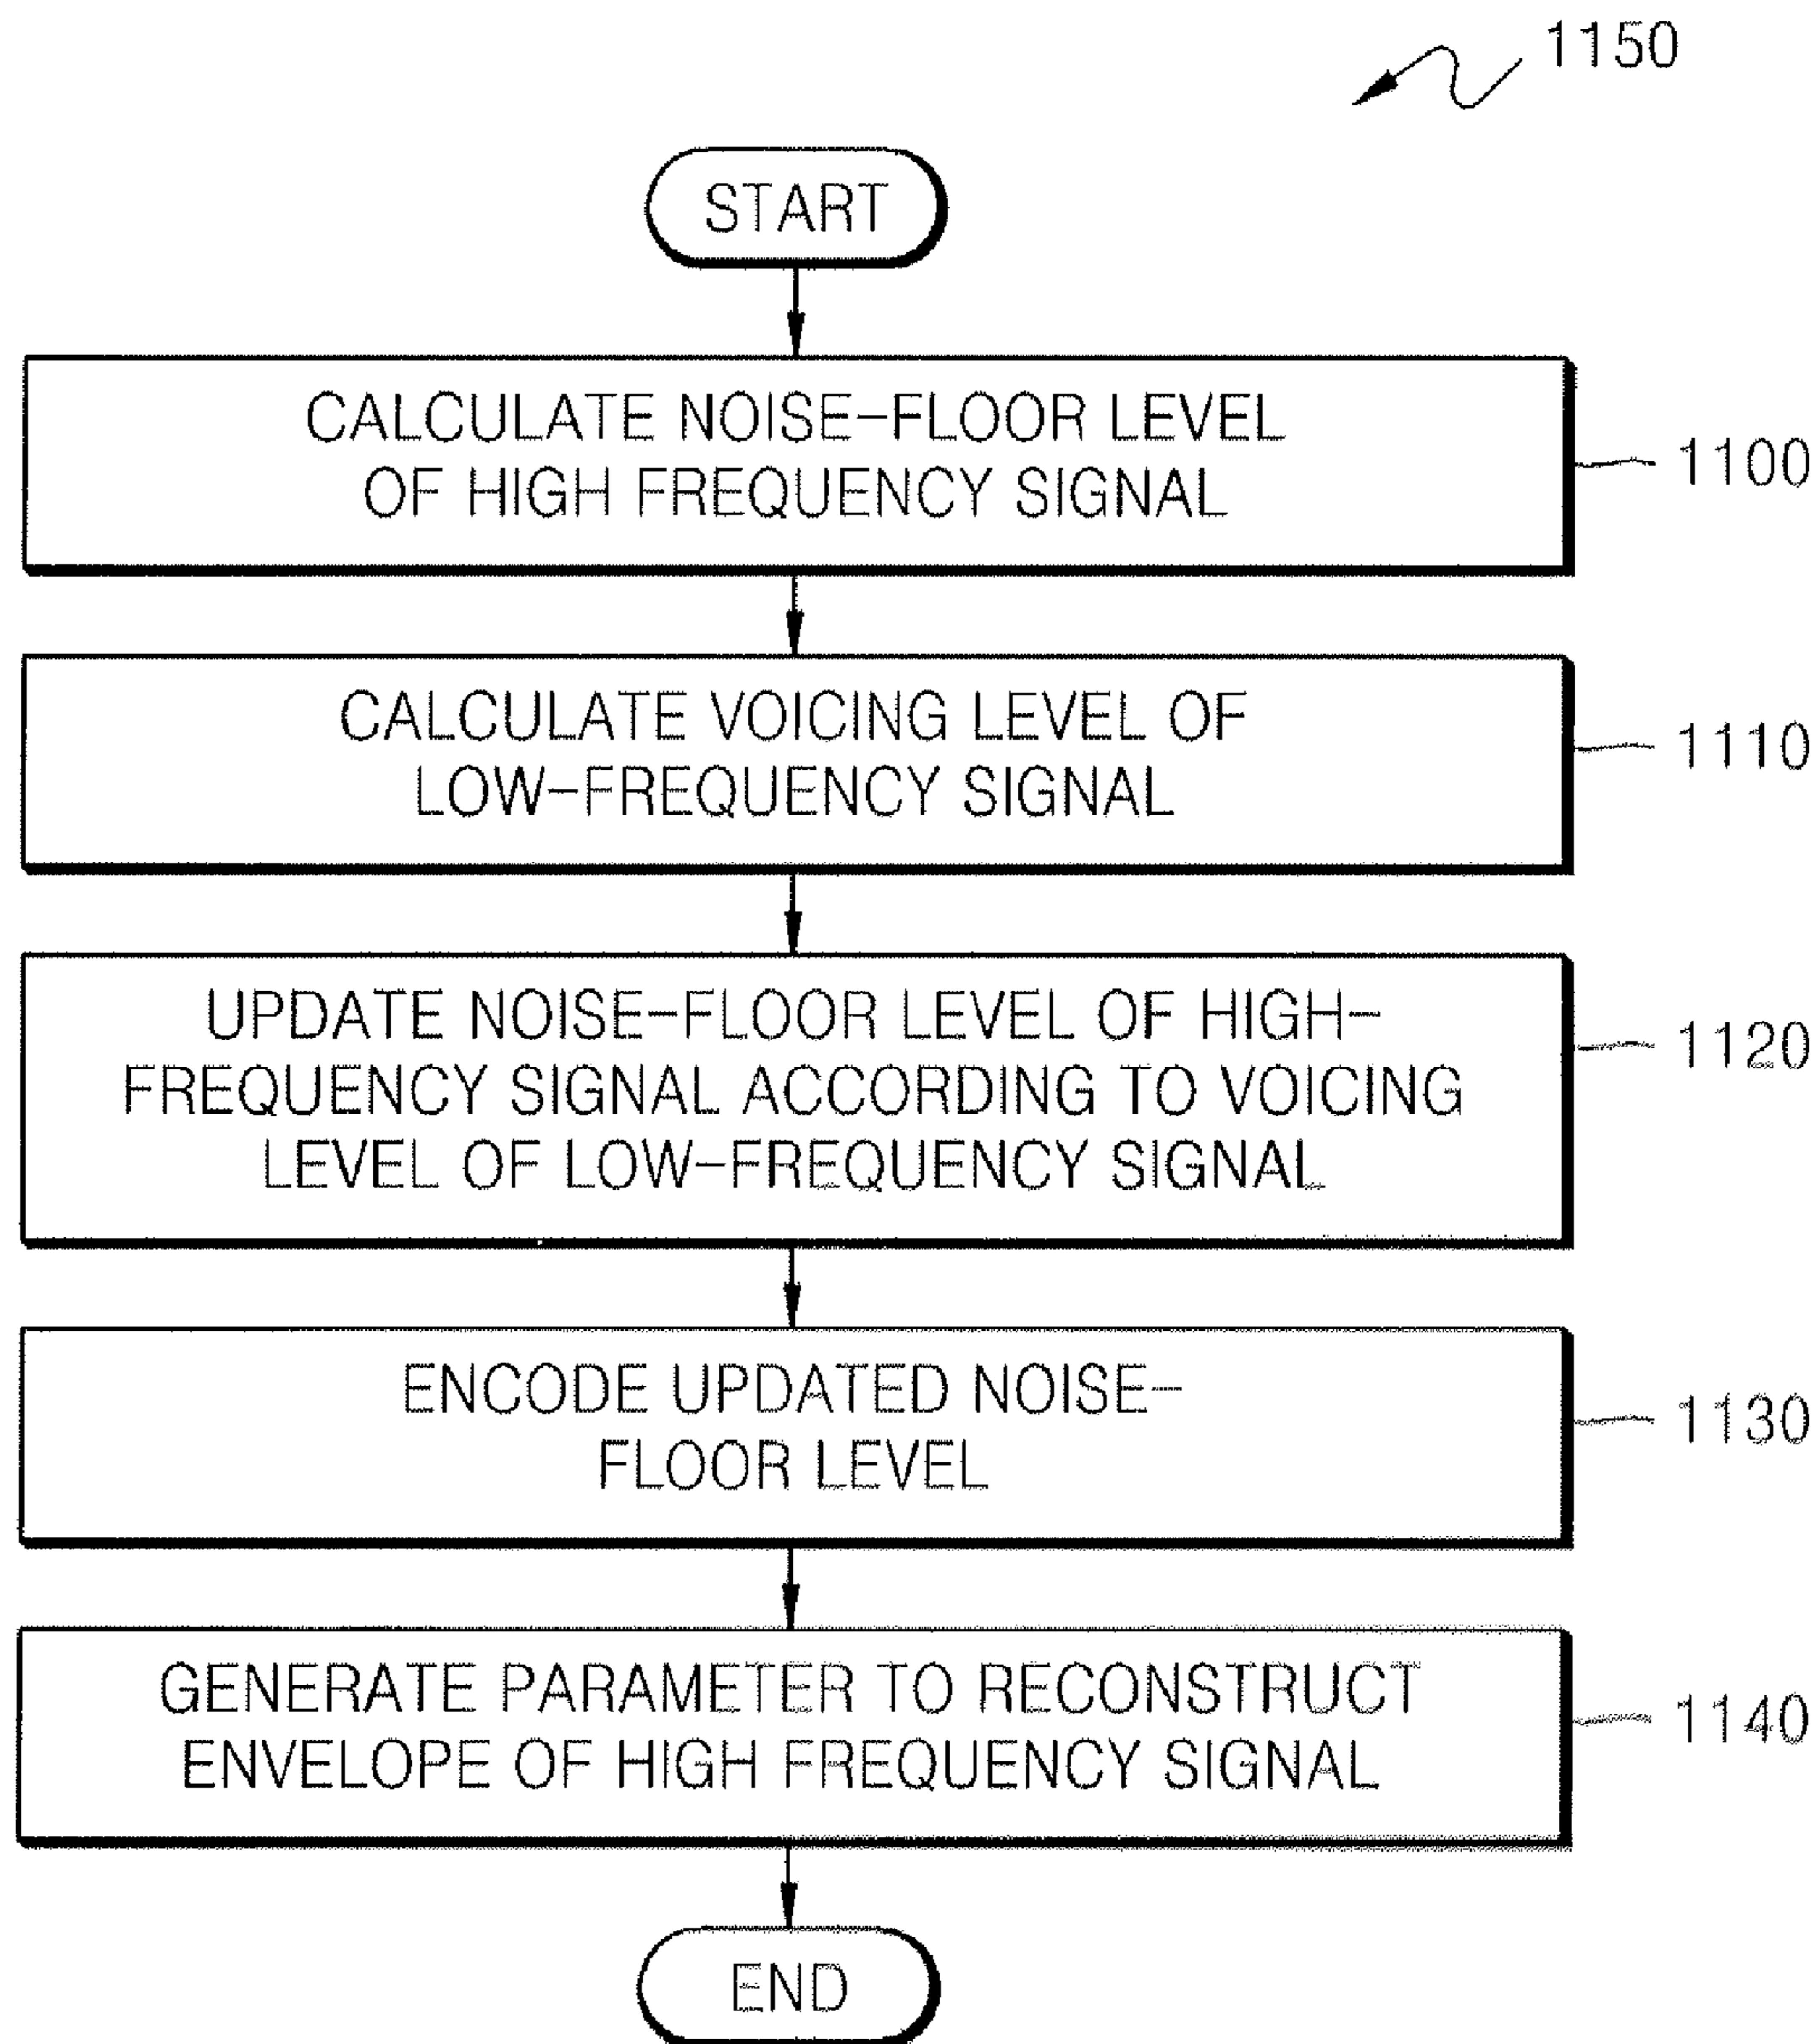 1150
START
CALCULATE NOISE-FLOOR LEVEL
OF HIGH FREQUENCY SIGNAL
1100
CALCULATE VOICING LEVEL OF
LOW-FREQUENCY SIGNAL
1110
UPDATE NOISE-FLOOR LEVEL OF HIGH-
FREQUENCY SIGNAL ACCORDING TO VOICING
LEVEL OF LOW-FREQUENCY SIGNAL
1120
ENCODE UPDATED NOISE-
FLOOR LEVEL
1130
GENERATE PARAMETER TO RECONSTRUCT
ENVELOPE OF HIGH FREQUENCY SIGNAL
1140
END